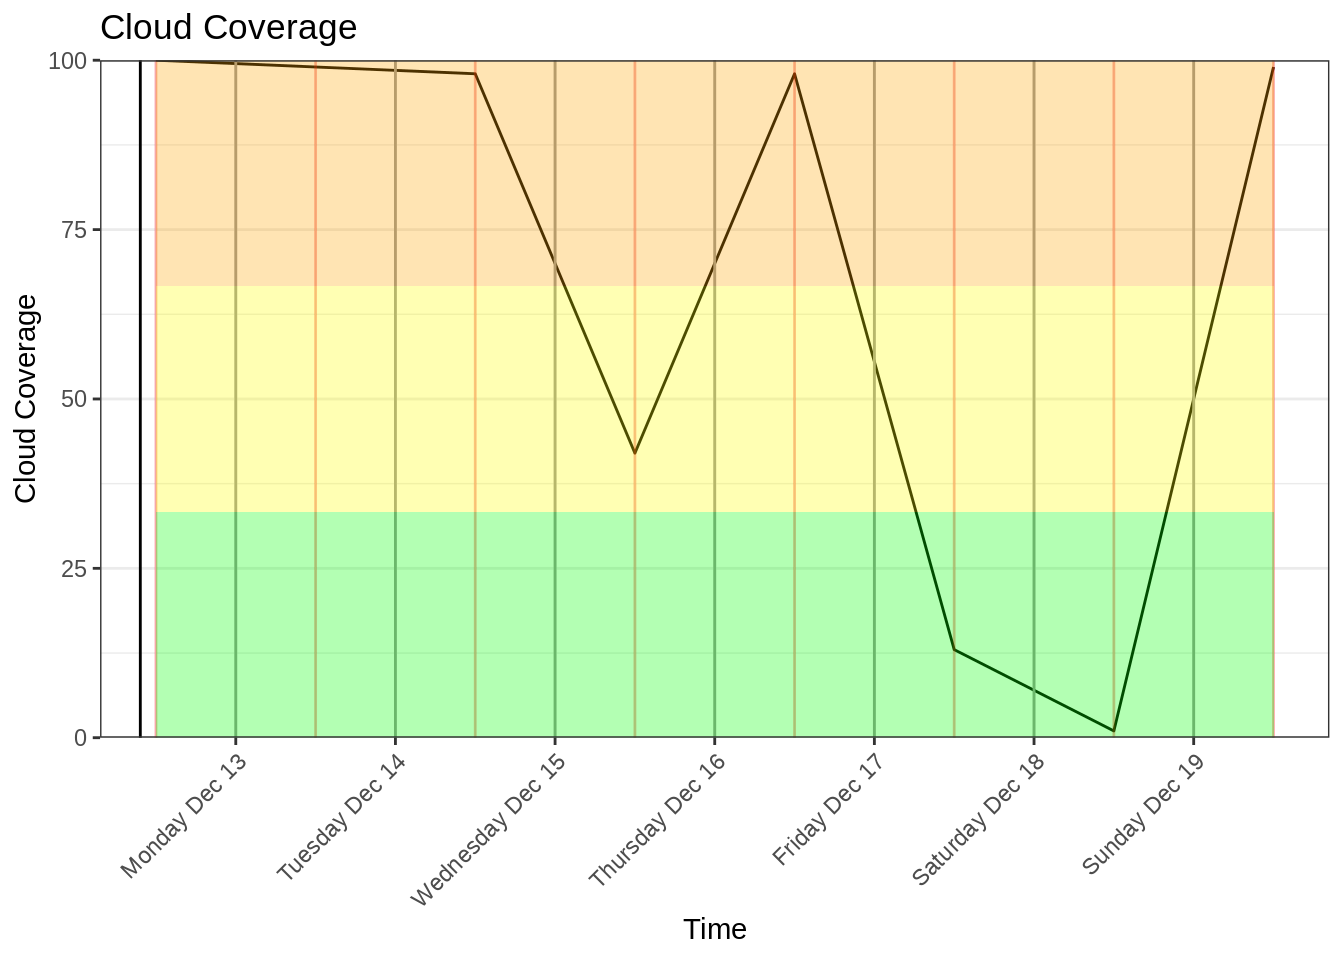 Cloud Coverage
Cloud Coverage
100
75
50
25
0
Monday Dec 13
Tuesday Dec 14
Wednesday Dec 15
Thursday Dec 16
Friday Dec 17
Saturday Dec 18
Sunday Dec 19
Time